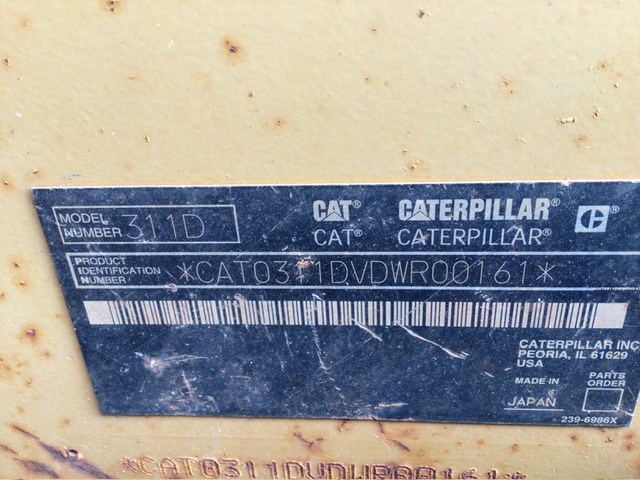 MODEL NUMBER 311D
CAT® CATERPILLAR® C
CAT® CATERPILLAR®
PRODUCT IDENTIFICATION NUMBER *CAT0311DVDWR00161*
CATERPILLAR INC
PEORIA, IL 61629
USA
MADE IN
JAPAN
PARTS ORDER
239-6986X
*CAT0311DVDWR00161*